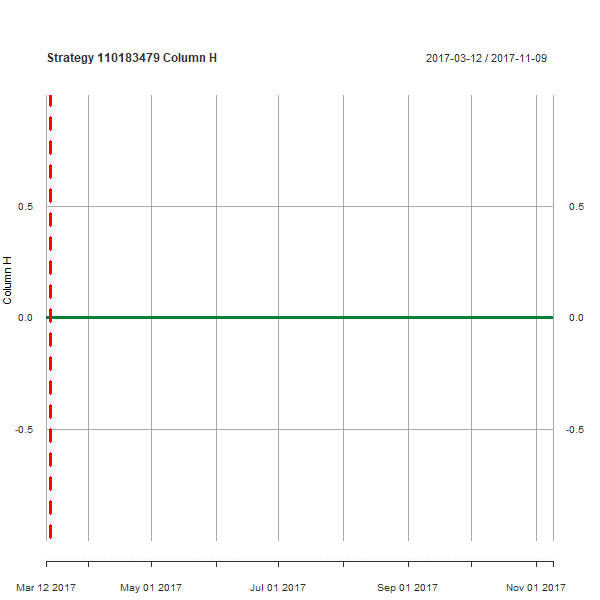 Strategy 110183479 Column H
2017-03-12 / 2017-11-09
0.5
0.5
Column H
0.0
0.0
-0.5
-0.5
Mar 12 2017
May 01 2017
Jul 01 2017
Sep 01 2017
Nov 01 2017